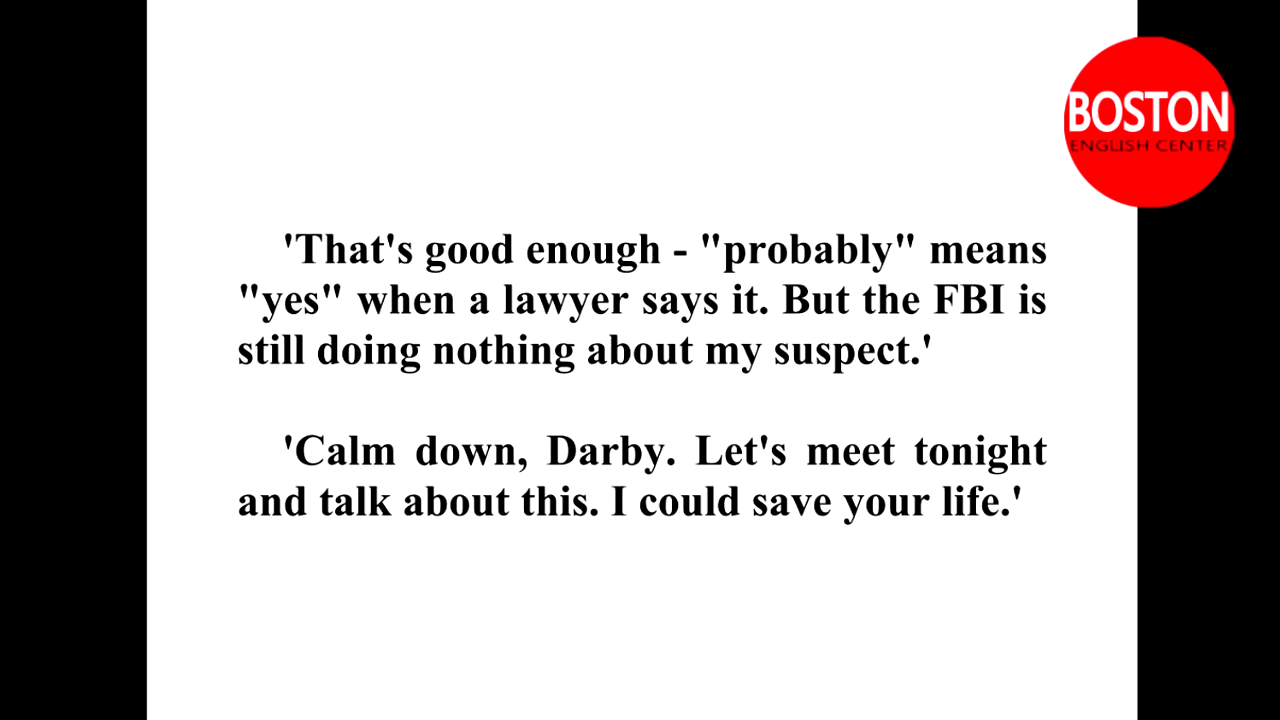 BOSTON
ENGLISH CENTER
'That's good enough - "probably" means
"yes" when a lawyer says it. But the FBI is
still doing nothing about my suspect.'
'Calm down, Darby. Let's meet tonight
and talk about this. I could save your life.'